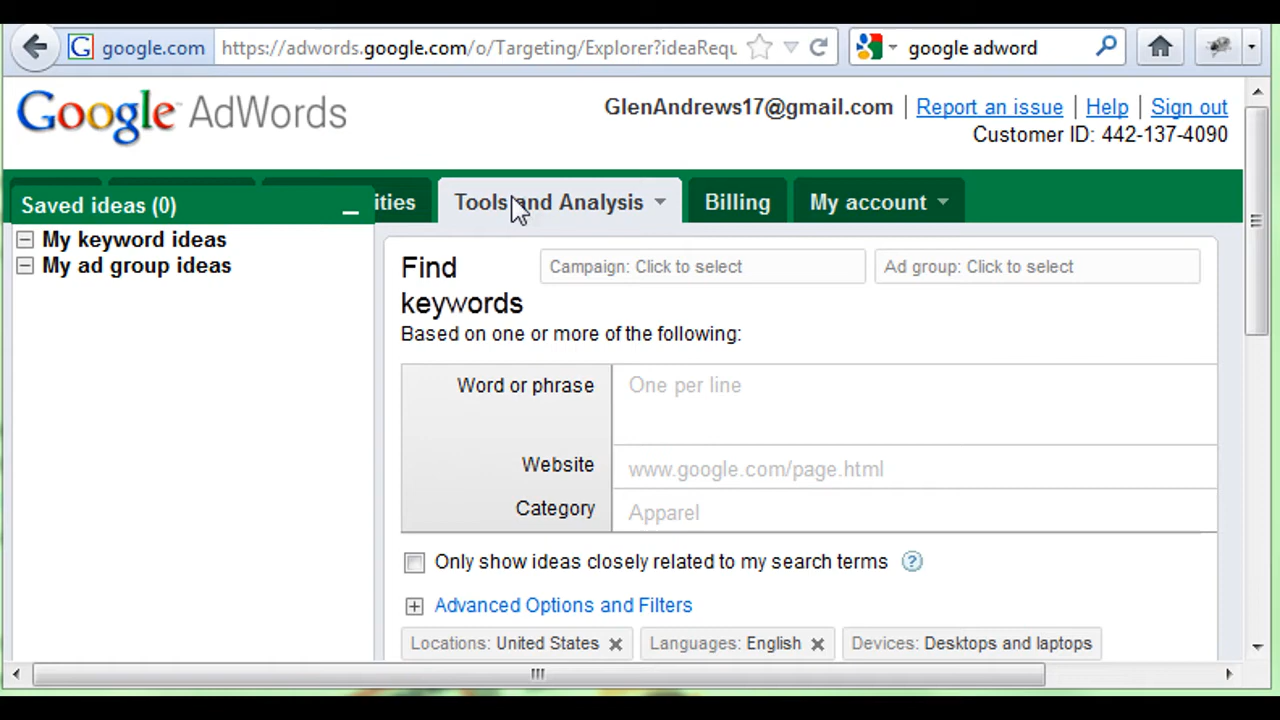 google.com
https://adwords.google.com/o/Targeting/Explorer?ideaRequ
google adword
Google™ AdWords
GlenAndrews17@gmail.com | Report an issue | Help | Sign out
Customer ID: 442-137-4090
Saved ideas (0)
ities
Tools and Analysis
Billing
My account
My keyword ideas
My ad group ideas
Find keywords
Campaign: Click to select
Ad group: Click to select
Based on one or more of the following:
Word or phrase
One per line
Website
www.google.com/page.html
Category
Apparel
Only show ideas closely related to my search terms ?
Advanced Options and Filters
Locations: United States
Languages: English
Devices: Desktops and laptops